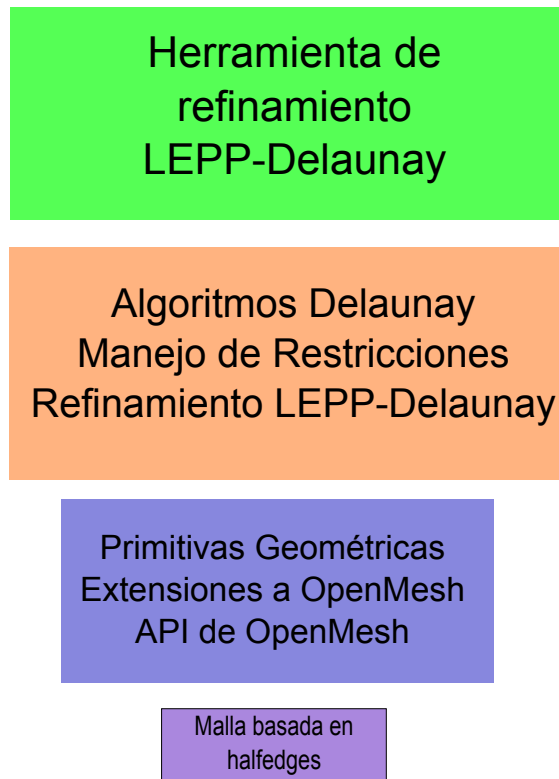 Herramienta de
refinamiento
LEPP-Delaunay
Algoritmos Delaunay
Manejo de Restricciones
Refinamiento LEPP-Delaunay
Primitivas Geométricas
Extensiones a OpenMesh
API de OpenMesh
Malla basada en
halfedges